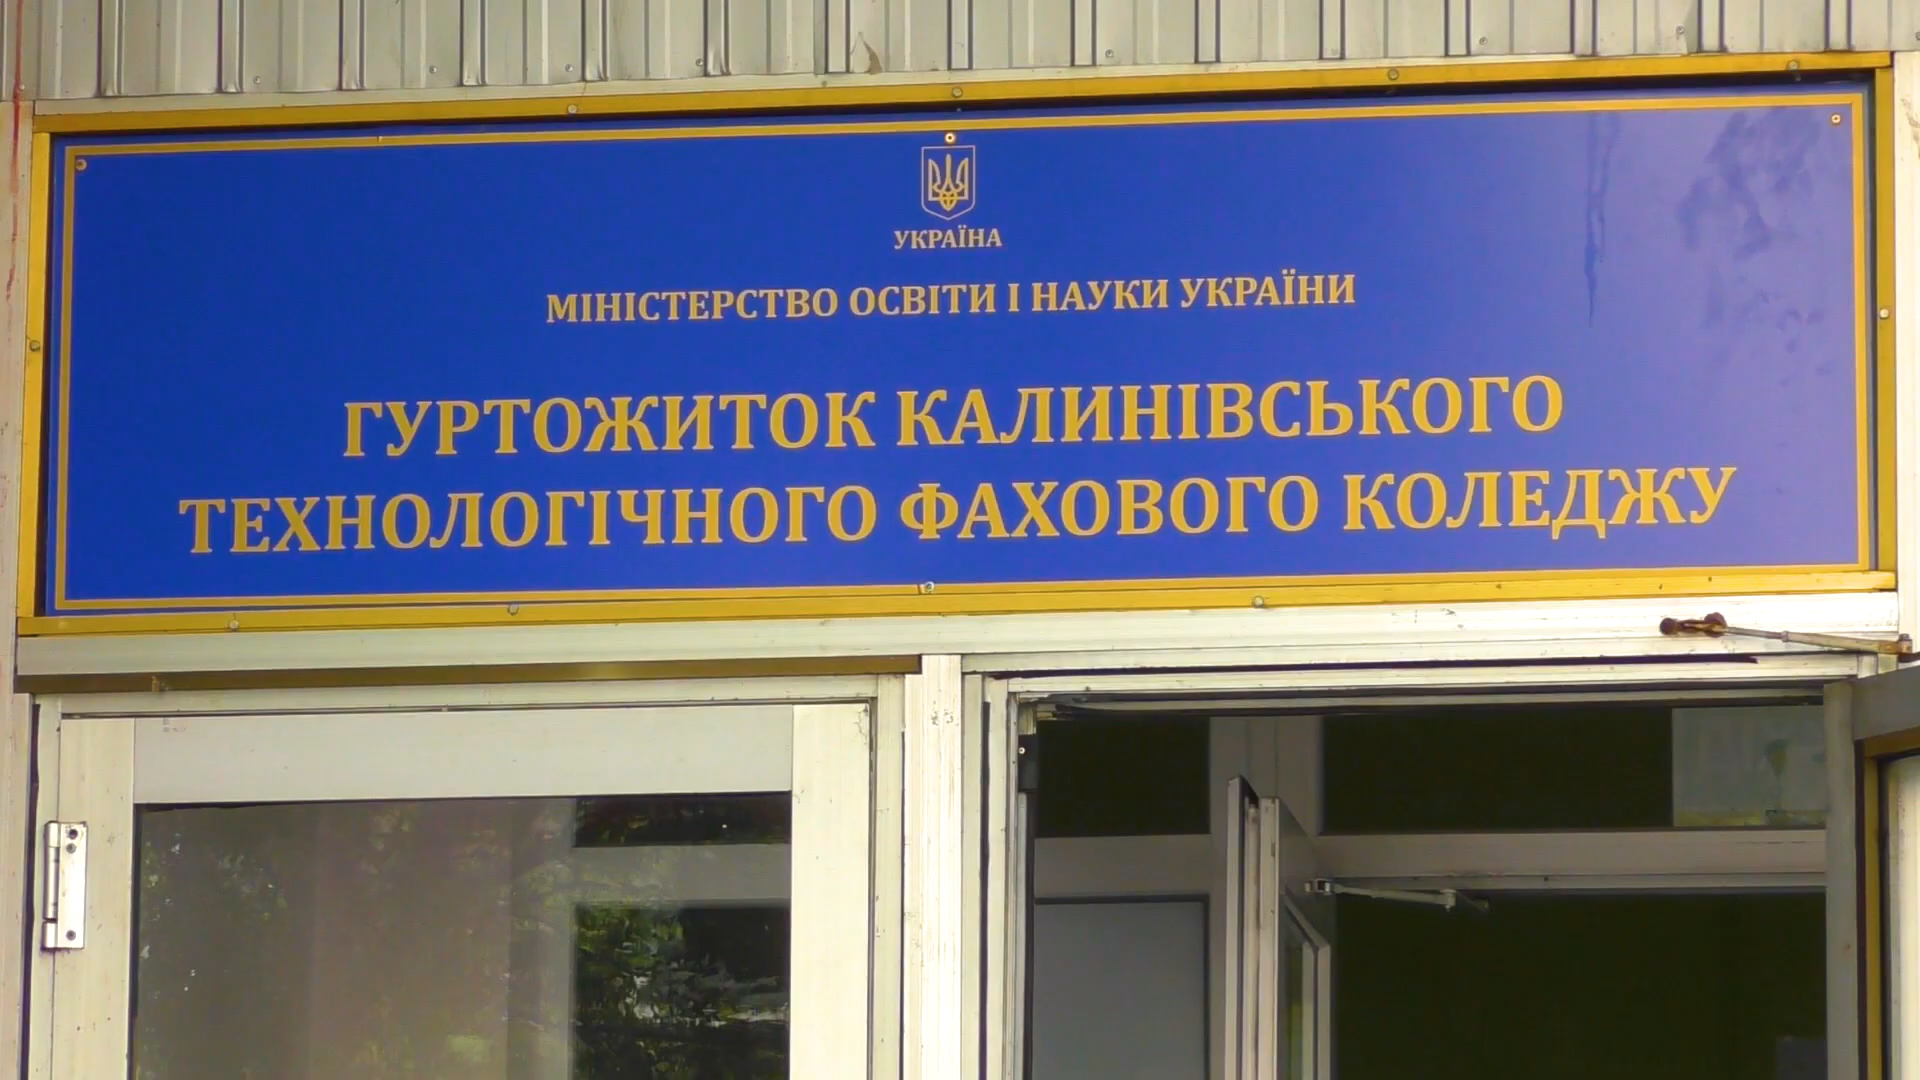 УКРАЇНА
МІНІСТЕРСТВО ОСВІТИ І НАУКИ УКРАЇНИ
ГУРТОЖИТОК КАЛИНІВСЬКОГО
ТЕХНОЛОГІЧНОГО ФАХОВОГО КОЛЕДЖУ